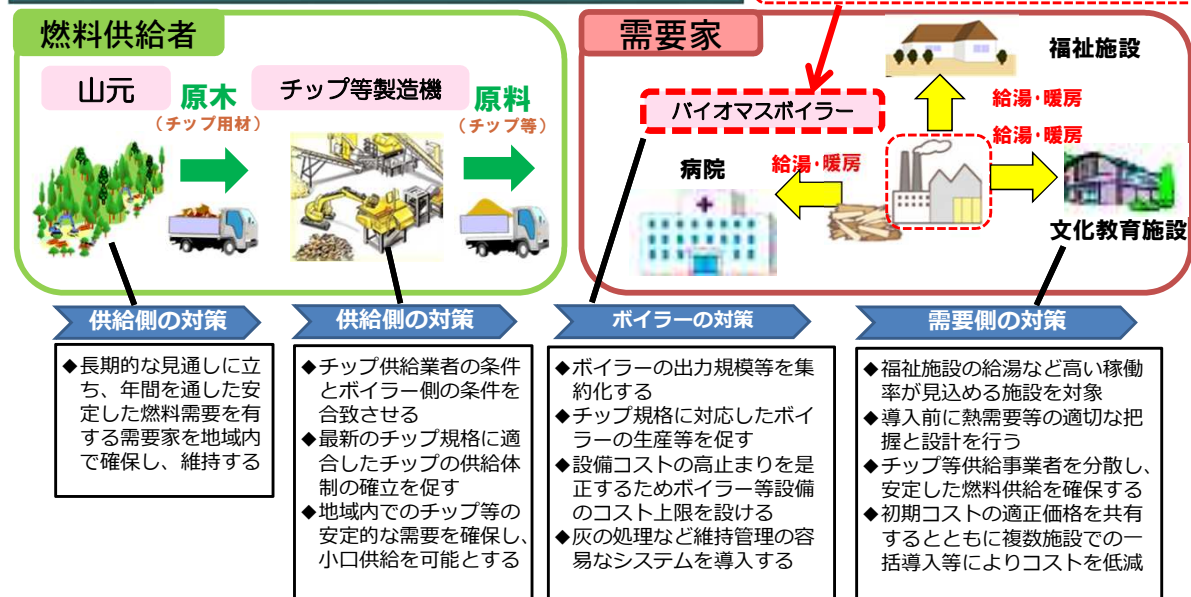 燃料供給者
山元
原木
（チップ用材）
チップ等製造機
原料
（チップ等）
需要家
バイオマスボイラー
福祉施設
給湯・暖房
給湯・暖房
病院
給湯・暖房
文化教育施設
供給側の対策
◆長期的な見通しに立
ち、年間を通した安
定した燃料需要を有
する需要家を地域内
で確保し、維持する
供給側の対策
◆チップ供給業者の条件
とボイラー側の条件を
合致させる
◆最新のチップ規格に適
合したチップの供給体
制の確立を促す
◆地域内でのチップ等の
安定的な需要を確保し、
小口供給を可能とする
ボイラーの対策
◆ボイラーの出力規模等を集
約化する
◆チップ規格に対応したボイ
ラーの生産等を促す
◆設備コストの高止まりを是
正するためボイラー等設備
のコスト上限を設ける
◆灰の処理など維持管理の容
易なシステムを導入する
需要側の対策
◆福祉施設の給湯など高い稼働
率が見込める施設を対象
◆導入前に熱需要等の適切な把
握と設計を行う
◆チップ等供給事業者を分散し、
安定した燃料供給を確保する
◆初期コストの適正価格を共有
するとともに複数施設での一
括導入等によりコストを低減